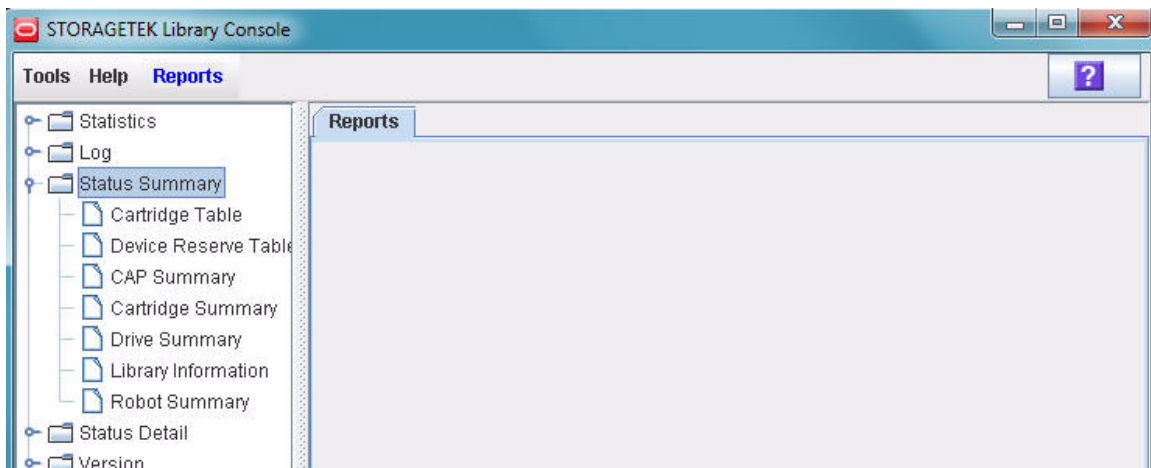 STORAGETEK Library Console
Tools Help Reports
?
Statistics
Log
Status Summary
Cartridge Table
Device Reserve Table
CAP Summary
Cartridge Summary
Drive Summary
Library Information
Robot Summary
Status Detail
Version
Reports